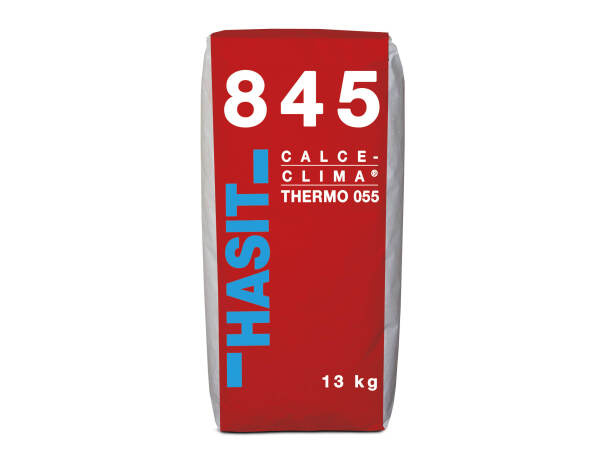 845
CALCE-
CLIMA®
THERMO 055
HASIT
13 kg